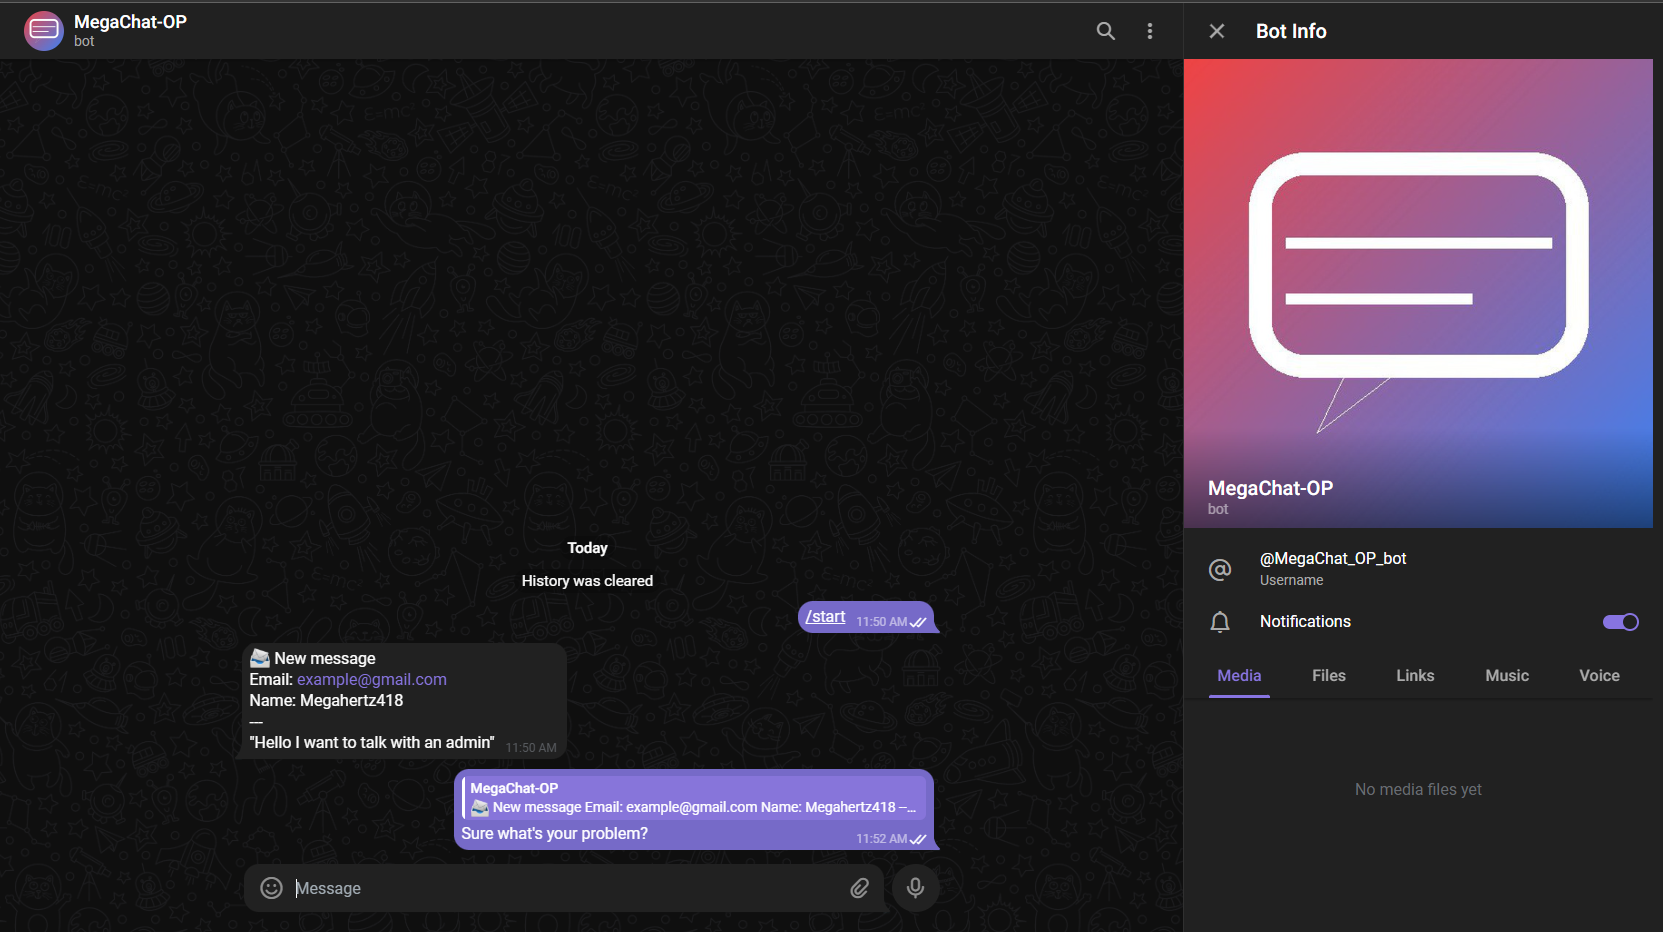 MegaChat-OP
bot
Today
History was cleared
/start 11:50 AM
New message
Email: example@gmail.com
Name: Megahertz418
---
"Hello I want to talk with an admin" 11:50 AM
MegaChat-OP
New message Email: example@gmail.com Name: Megahertz418 --...
Sure what's your problem? 11:52 AM
Message
Bot Info
MegaChat-OP
bot
@MegaChat_OP_bot
Username
Notifications
Media Files Links Music Voice
No media files yet